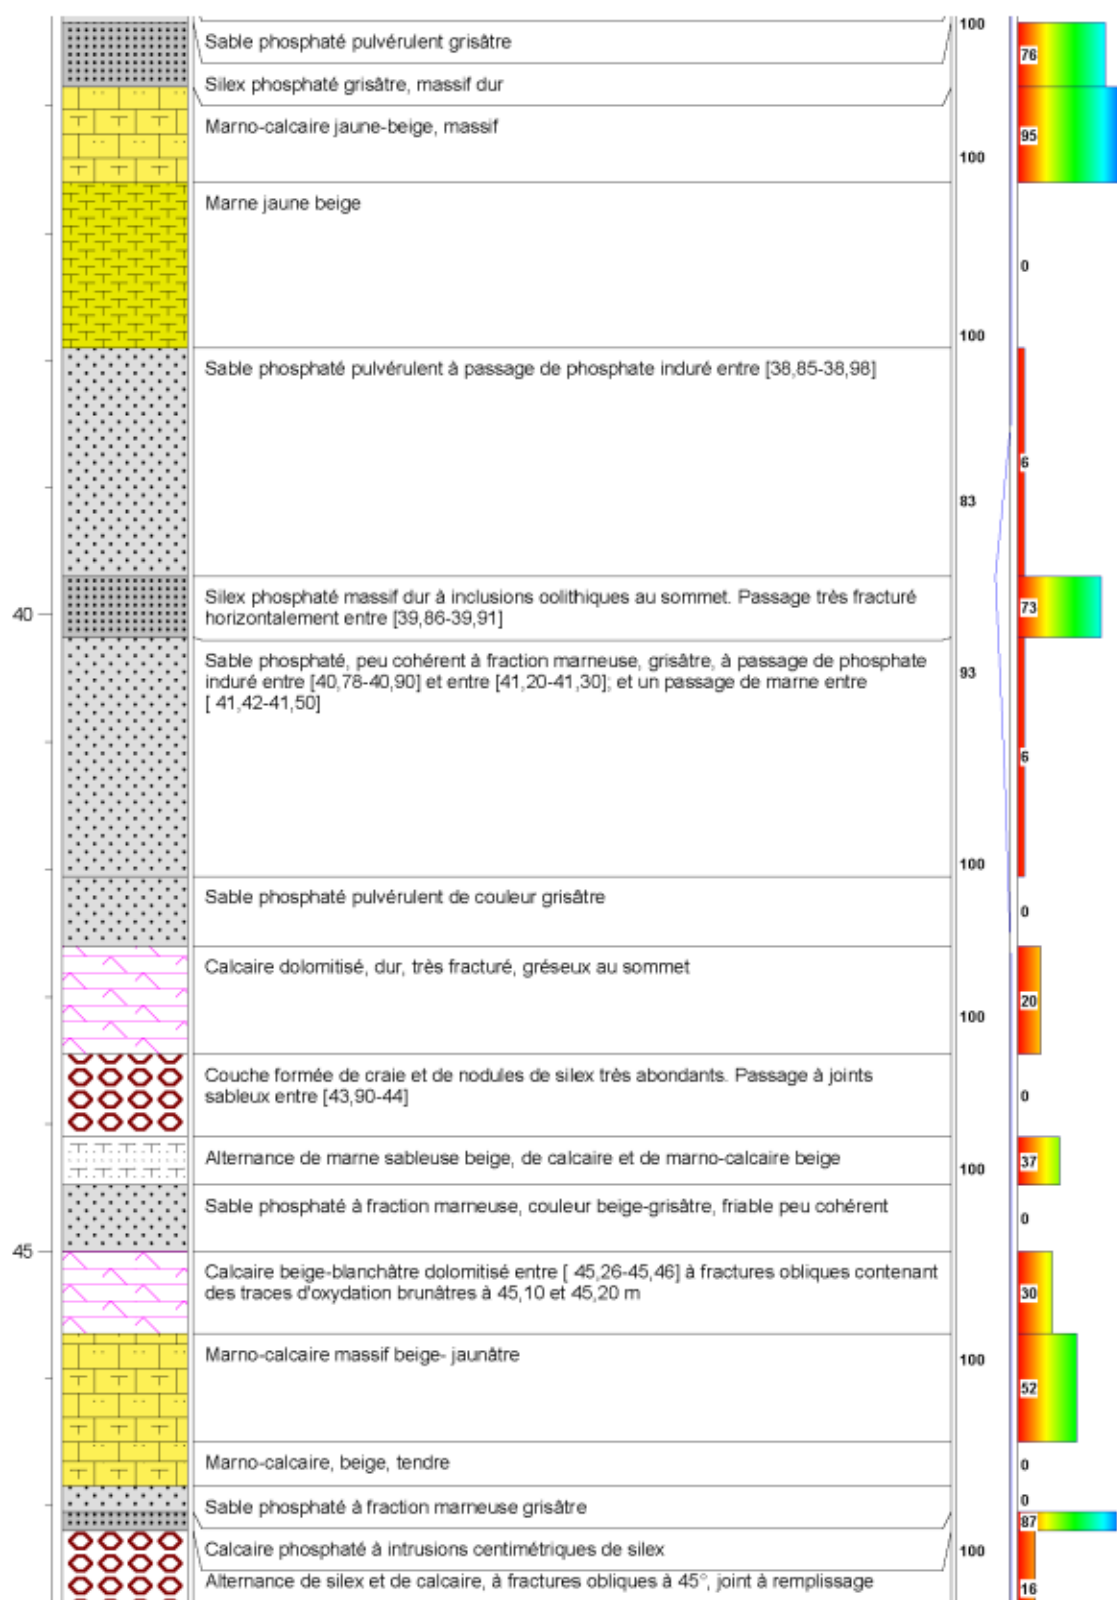 100
Sable phosphaté pulvérulent grisâtre
76
Silex phosphaté grisâtre, massif dur
Marno-calcaire jaune-beige, massif
95
100
Marne jaune beige
0
100
Sable phosphaté pulvérulent à passage de phosphate induré entre [38,85-38,98]
6
83
Silex phosphaté massif dur à inclusions oolithiques au sommet. Passage très fracturé
horizontalement entre [39,86-39,91]
73
40
Sable phosphaté, peu cohérent à fraction marneuse, grisâtre, à passage de phosphate
induré entre [40,78-40,90] et entre [41,20-41,30]; et un passage de marne entre
[ 41,42-41,50]
93
6
100
Sable phosphaté pulvérulent de couleur grisâtre
0
Calcaire dolomitisé, dur, très fracturé, gréseux au sommet
20
100
Couche formée de craie et de nodules de silex très abondants. Passage à joints
sableux entre [43,90-44]
0
Alternance de marne sableuse beige, de calcaire et de marno-calcaire beige
37
100
Sable phosphaté à fraction marneuse, couleur beige-grisâtre, friable peu cohérent
0
45
Calcaire beige-blanchâtre dolomitisé entre [ 45,26-45,46] à fractures obliques contenant
des traces d'oxydation brunâtres à 45,10 et 45,20 m
30
Marno-calcaire massif beige- jaunâtre
100
52
Marno-calcaire, beige, tendre
0
Sable phosphaté à fraction marneuse grisâtre
0
87
Calcaire phosphaté à intrusions centimétriques de silex
100
Alternance de silex et de calcaire, à fractures obliques à 45°, joint à remplissage
16